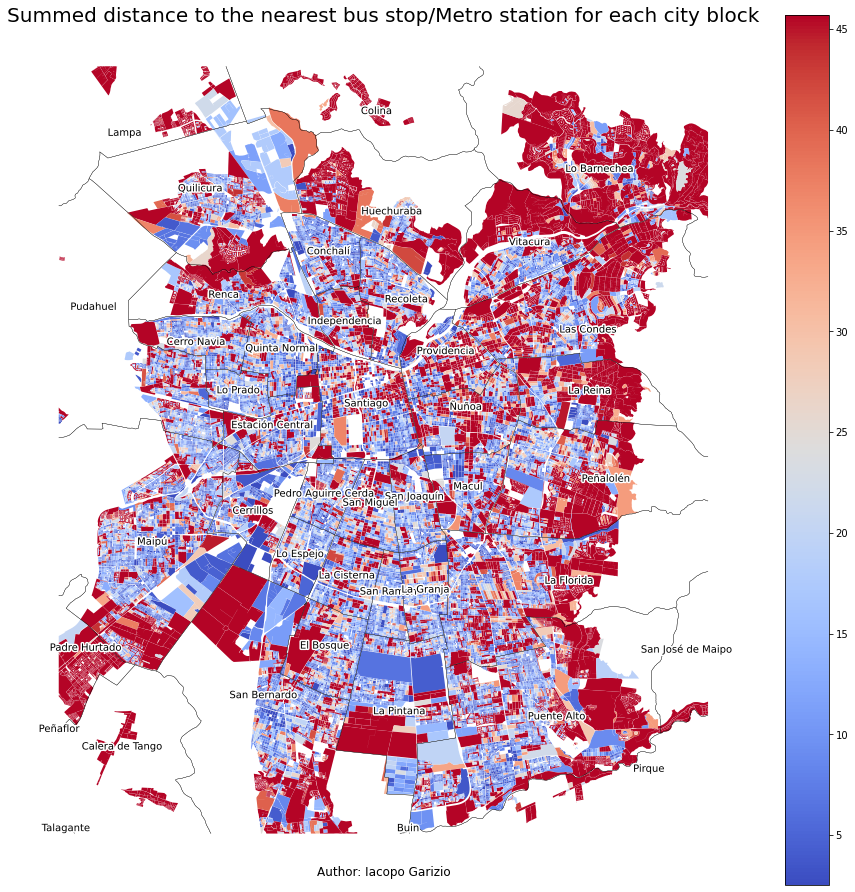 Summed distance to the nearest bus stop/Metro station for each city block
45
Colina
Lampa
40
Lo Barnechea
Quilicura
Huechuraba
Vitacura
Conchalí
35
Renca
Recoleta
Pudahuel
Independencia
Las Condes
30
Cerro Navia
Quinta Normal
Providencia
Lo Prado
La Reina
Santiago
Ñuñoa
Estación Central
25
Peñalolén
Macul
Pedro Aguirre Cerda
San Joaquín
San Miguel
Cerrillos
20
Maipú
Lo Espejo
La Cisterna
La Florida
San Ramón
La Granja
15
El Bosque
Padre Hurtado
San José de Maipo
San Bernardo
La Pintana
Puente Alto
Peñaflor
10
Calera de Tango
Pirque
Talagante
Buin
5
Author: Iacopo Garizio